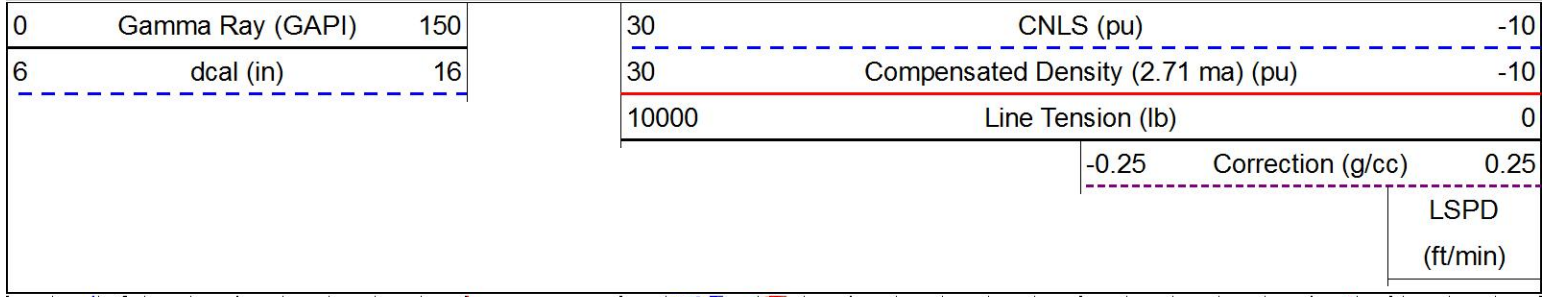 0 Gamma Ray (GAPI) 150 30 CNLS (pu) -10
6 dcal (in) 16 30 Compensated Density (2.71 ma) (pu) -10
10000 Line Tension (lb) 0
-0.25 Correction (g/cc) 0.25
LSPD
(ft/min)